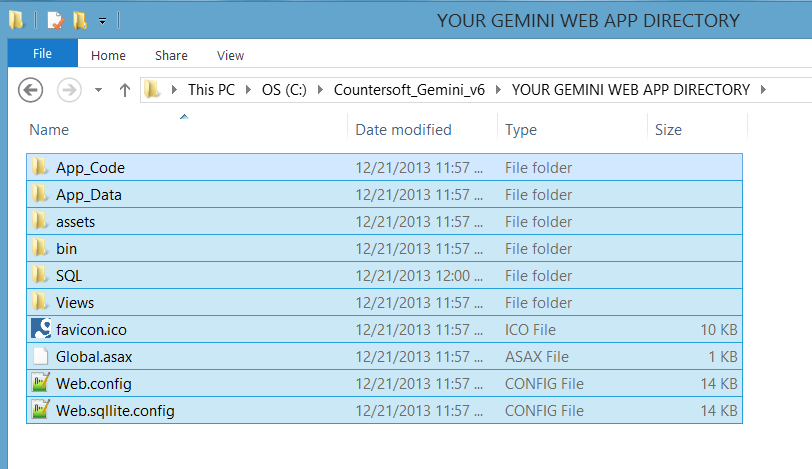 YOUR GEMINI WEB APP DIRECTORY
File Home Share View
This PC OS (C:) Countersoft_Gemini_v6 YOUR GEMINI WEB APP DIRECTORY
Name Date modified Type Size
App_Code 12/21/2013 11:57 ... File folder
App_Data 12/21/2013 11:57 ... File folder
assets 12/21/2013 11:57 ... File folder
bin 12/21/2013 11:57 ... File folder
SQL 12/21/2013 12:00 ... File folder
Views 12/21/2013 11:57 ... File folder
favicon.ico 12/21/2013 11:57 ... ICO File 10 KB
Global.asax 12/21/2013 11:57 ... ASAX File 1 KB
Web.config 12/21/2013 11:57 ... CONFIG File 14 KB
Web.sqllite.config 12/21/2013 11:57 ... CONFIG File 14 KB